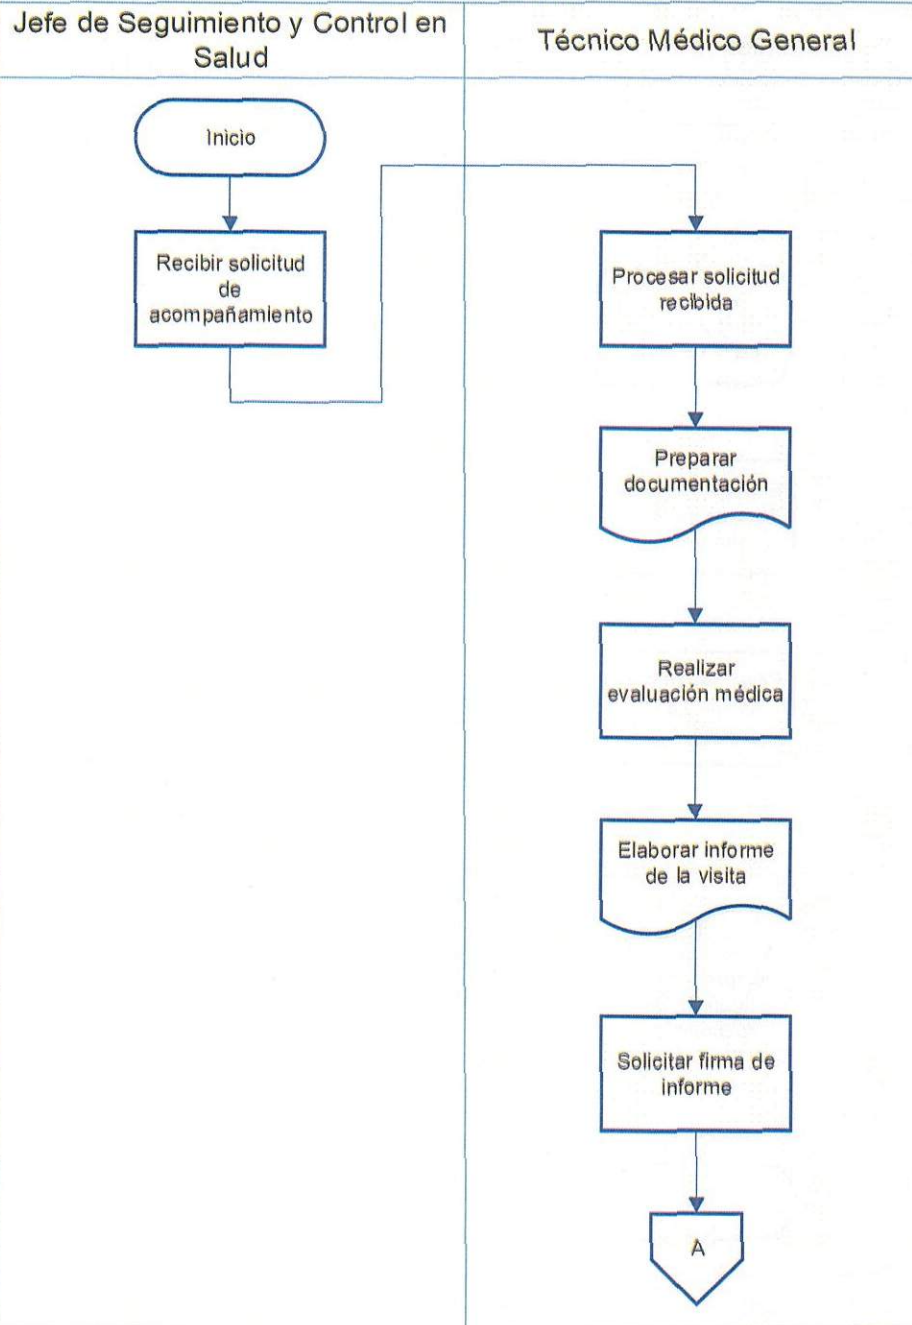 Jefe de Seguimiento y Control en
Salud
Técnico Médico General
Inicio
Recibir solicitud
de
acompañamiento
Procesar solicitud
recibida
Preparar
documentación
Realizar
evaluación médica
Elaborar informe
de la visita
Solicitar firma de
informe
A